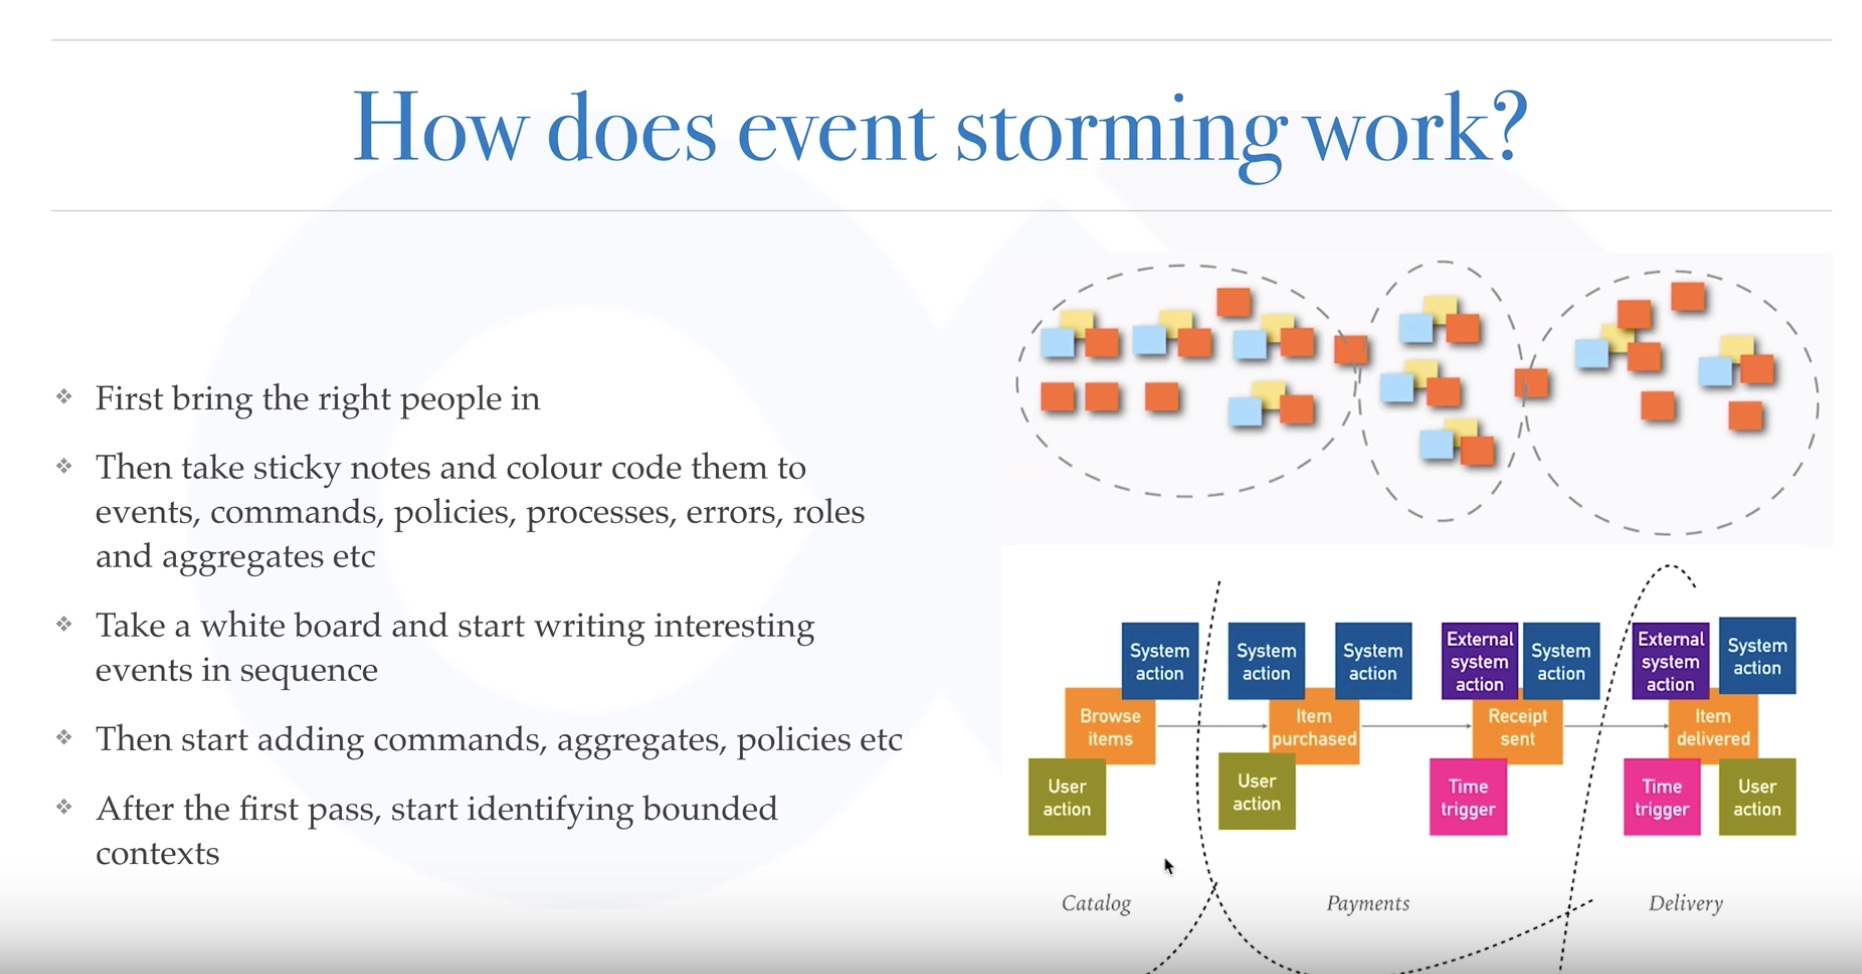 How does event storming work?
First bring the right people in
Then take sticky notes and colour code them to
events, commands, policies, processes, errors, roles
and aggregates etc
Take a white board and start writing interesting
events in sequence
Then start adding commands, aggregates, policies etc
After the first pass, start identifying bounded
contexts
System
action
System
action
System
action
External
system
action
System
action
External
system
action
System
action
Browse
items
Item
purchased
Receipt
sent
Item
delivered
User
action
User
action
Time
trigger
Time
trigger
User
action
Catalog
Payments
Delivery